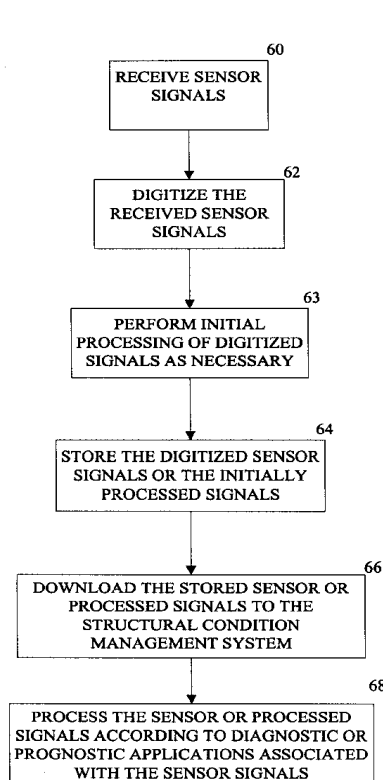 60
RECEIVE SENSOR
SIGNALS
62
DIGITIZE THE
RECEIVED SENSOR
SIGNALS
63
PERFORM INITIAL
PROCESSING OF DIGITIZED
SIGNALS AS NECESSARY
64
STORE THE DIGITIZED SENSOR
SIGNALS OR THE INITIALLY
PROCESSED SIGNALS
66
DOWNLOAD THE STORED SENSOR OR
PROCESSED SIGNALS TO THE
STRUCTURAL CONDITION
MANAGEMENT SYSTEM
68
PROCESS THE SENSOR OR PROCESSED
SIGNALS ACCORDING TO DIAGNOSTIC OR
PROGNOSTIC APPLICATIONS ASSOCIATED
WITH THE SENSOR SIGNALS